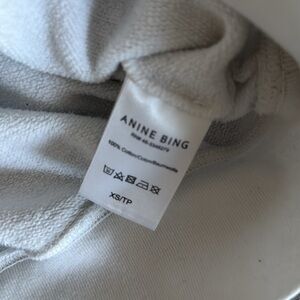 ANINE BING
100% Cotton/Coton/Baumwolle
XS/TP